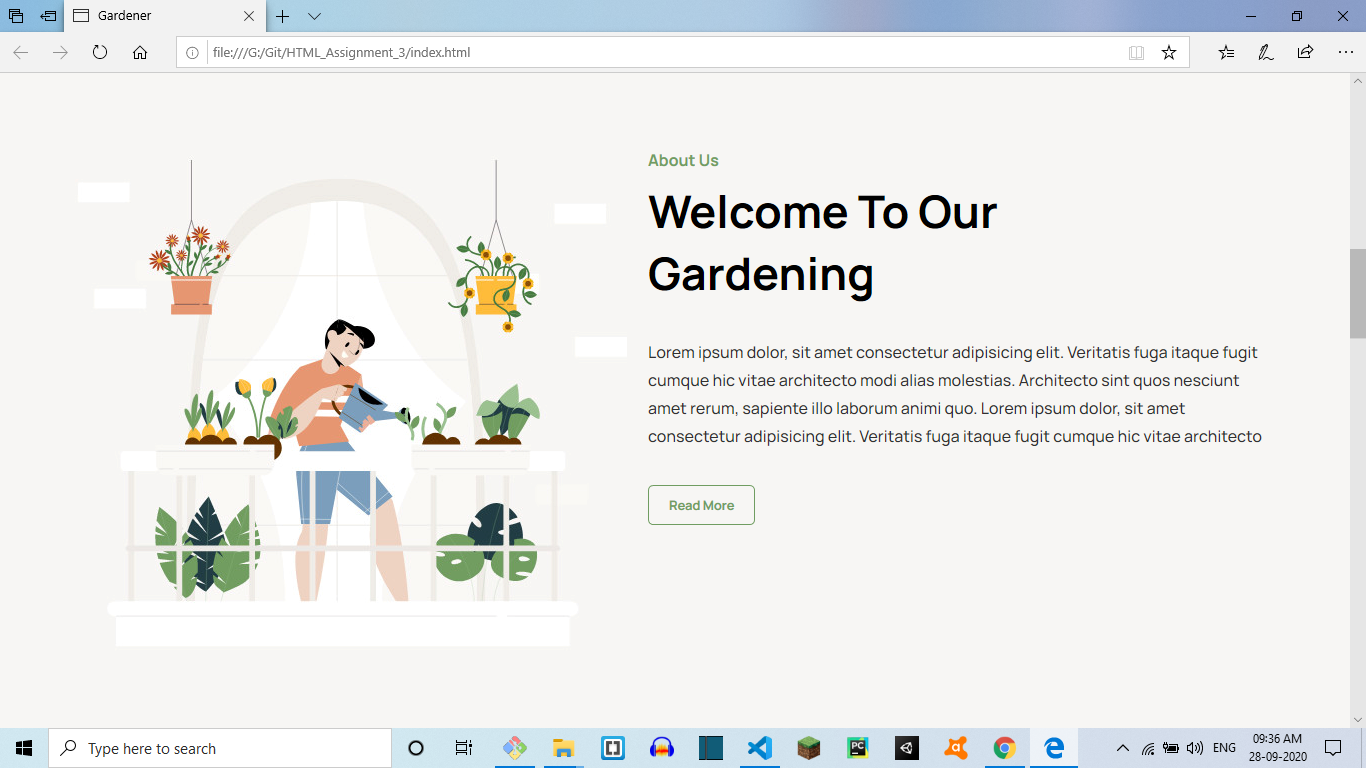 Gardener
file:///G:/Git/HTML_Assignment_3/index.html
About Us
Welcome To Our
Gardening
Lorem ipsum dolor, sit amet consectetur adipisicing elit. Veritatis fuga itaque fugit
cumque hic vitae architecto modi alias molestias. Architecto sint quos nesciunt
amet rerum, sapiente illo laborum animi quo. Lorem ipsum dolor, sit amet
consectetur adipisicing elit. Veritatis fuga itaque fugit cumque hic vitae architecto
Read More
Type here to search
PC
ENG
09:36 AM
28-09-2020